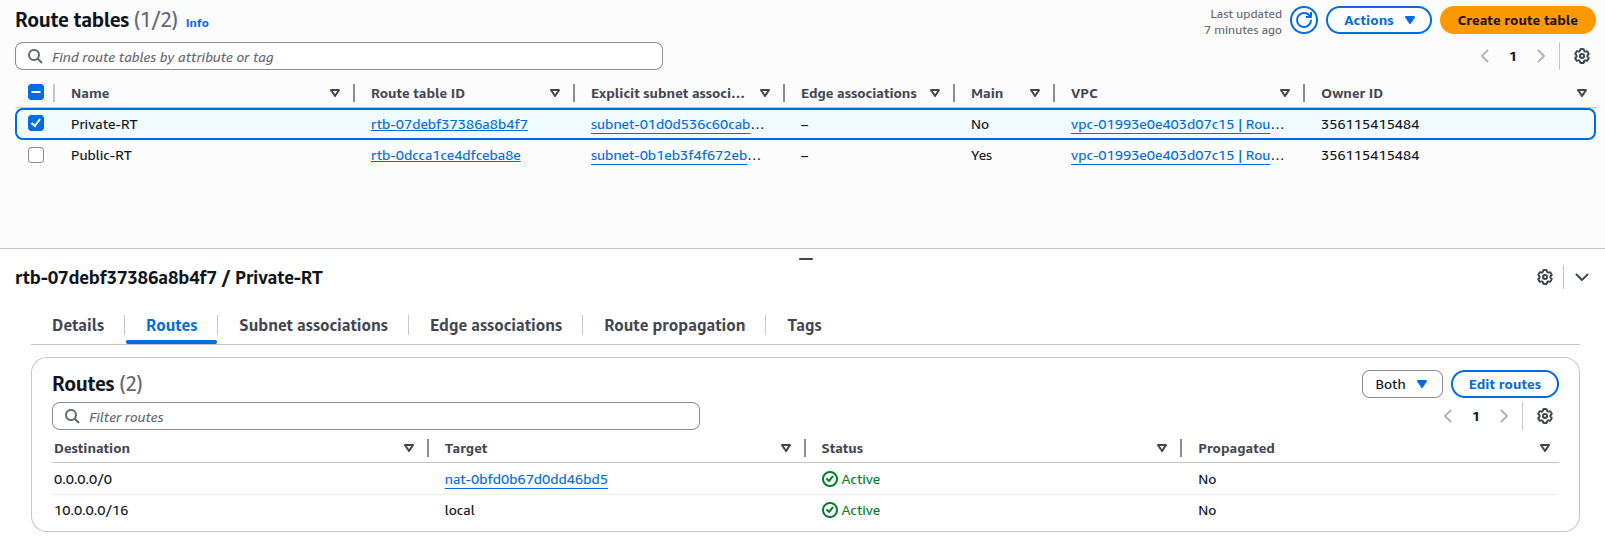 Route tables (1/2) Info
Last updated
7 minutes ago
Actions
Create route table
Find route tables by attribute or tag
1
Name Route table ID Explicit subnet associ... Edge associations Main VPC Owner ID
Private-RT rtb-07debf37386a8b4f7 subnet-01d0d536c60cab... – No vpc-01993e0e403d07c15 | Rou... 356115415484
Public-RT rtb-0dcca1ce4dfceba8e subnet-0b1eb3f4f672eb... – Yes vpc-01993e0e403d07c15 | Rou... 356115415484
rtb-07debf37386a8b4f7 / Private-RT
Details Routes Subnet associations Edge associations Route propagation Tags
Routes (2)
Both
Edit routes
Filter routes
1
Destination Target Status Propagated
0.0.0.0/0 nat-0bfd0b67d0dd46bd5 Active No
10.0.0.0/16 local Active No